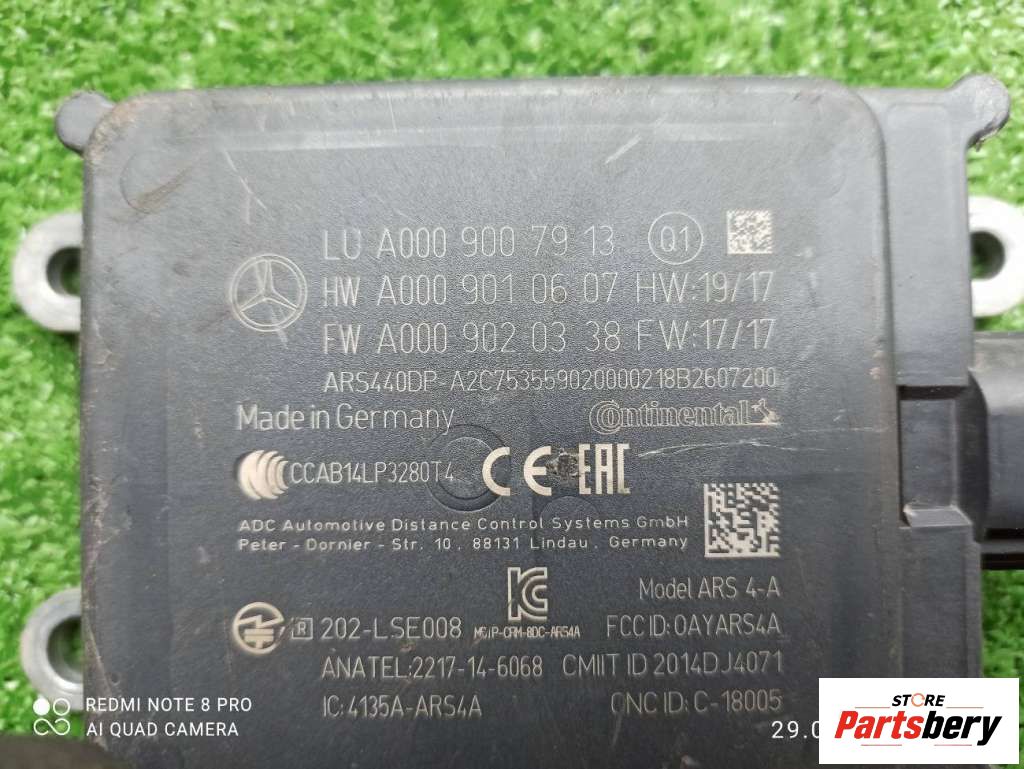 LU A000 900 79 13 Q1
HW A000 901 06 07 HW:19/17
FW A000 902 03 38 FW:17/17
ARS440DP-A2C75355902000218B2607200
Made in Germany Continental
CCAB14LP3280T4 CE EAC
ADC Automotive Distance Control Systems GmbH
Peter - Dornier - Str. 10 . 88131 Lindau . Germany
Model ARS 4-A
R 202-LSE008 FCC ID: OAYARS4A
ANATEL:2217-14-6068 CMIIT ID 2014DJ4071
IC: 4135A-ARS4A CNC ID: C-18005
REDMI NOTE 8 PRO
AI QUAD CAMERA
29.0
STORE
Partsbery